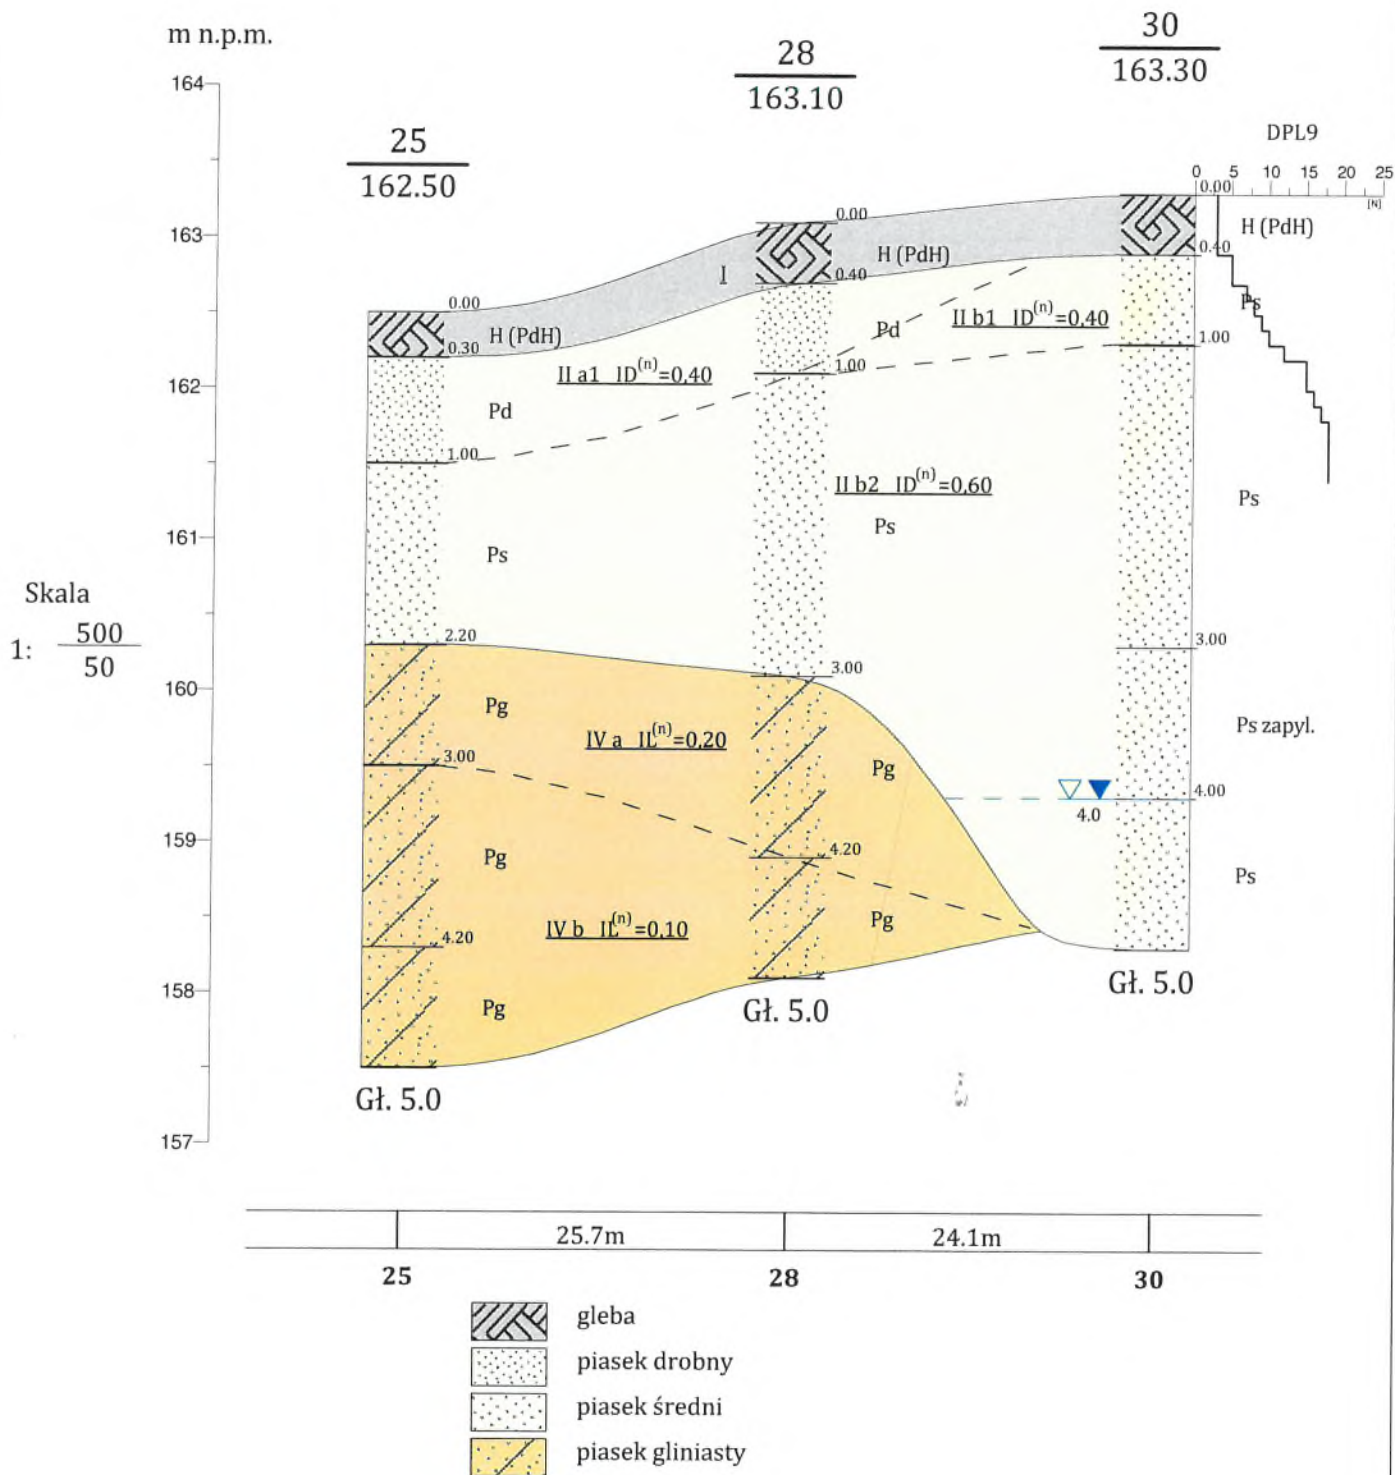 m n.p.m.
25
162.50
28
163.10
30
163.30
DPL9
0 5 10 15 20 25
[N]
164
163
162
161
160
159
158
157
Skala
1: 500
50
0.00
0.30
1.00
2.20
3.00
4.20
Gł. 5.0
H (PdH)
Pd
Ps
Pg
Pg
Pg
I
II a1 ID(n)=0,40
IV a IL(n)=0,20
IV b IL(n)=0,10
0.00
0.40
1.00
3.00
4.20
Gł. 5.0
H (PdH)
Pd
II b1 ID(n)=0,40
II b2 ID(n)=0,60
Ps
Pg
Pg
4.0
0.00
0.40
1.00
3.00
4.00
Gł. 5.0
H (PdH)
Ps
Ps
Ps zapyl.
Ps
25.7m 24.1m
25 28 30
gleba
piasek drobny
piasek średni
piasek gliniasty